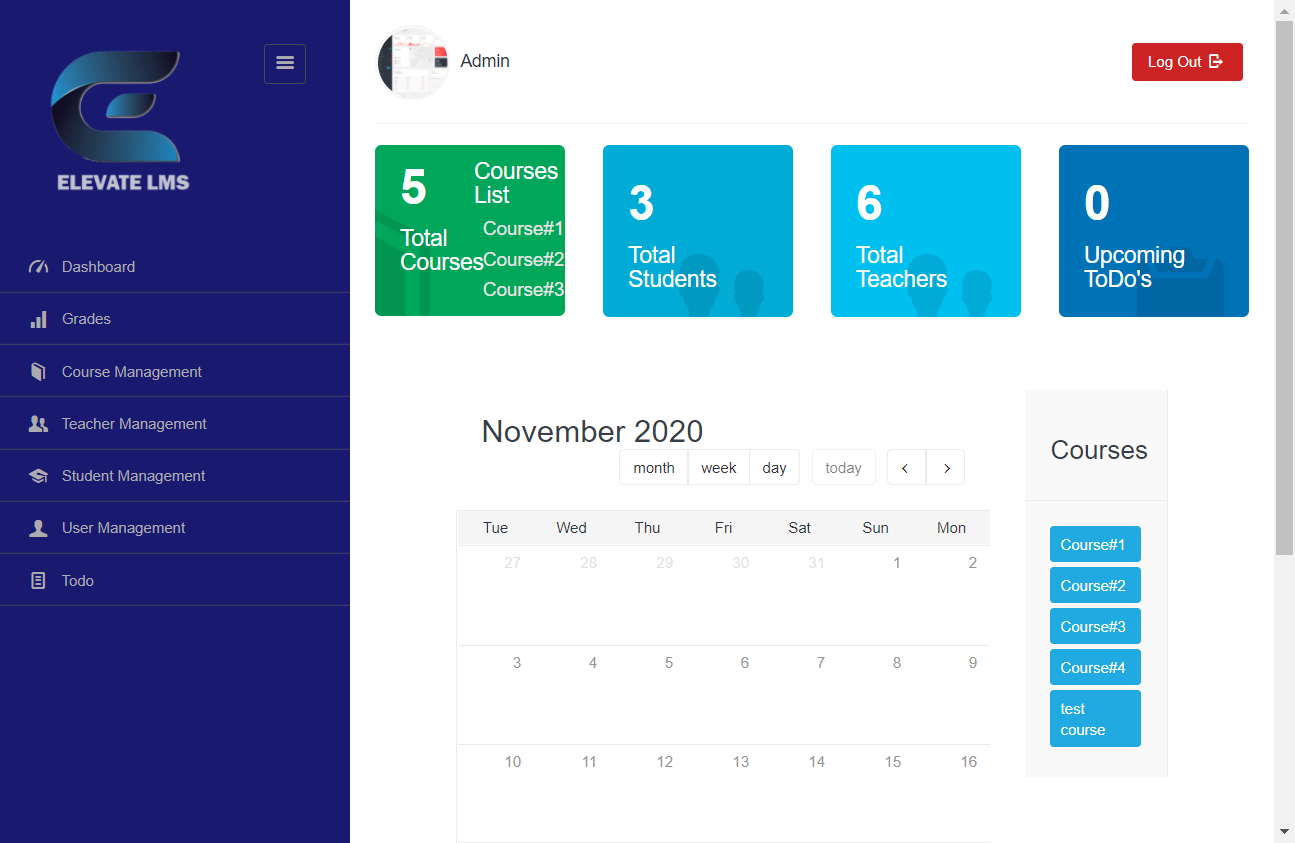 ELEVATE LMS
Dashboard
Grades
Course Management
Teacher Management
Student Management
User Management
Todo
Admin
Log Out
5
Total
Courses
Courses
List
Course#1
Course#2
Course#3
3
Total
Students
6
Total
Teachers
0
Upcoming
ToDo's
November 2020
month week day today < >
Tue Wed Thu Fri Sat Sun Mon
27 28 29 30 31 1 2
3 4 5 6 7 8 9
10 11 12 13 14 15 16
Courses
Course#1
Course#2
Course#3
Course#4
test
course